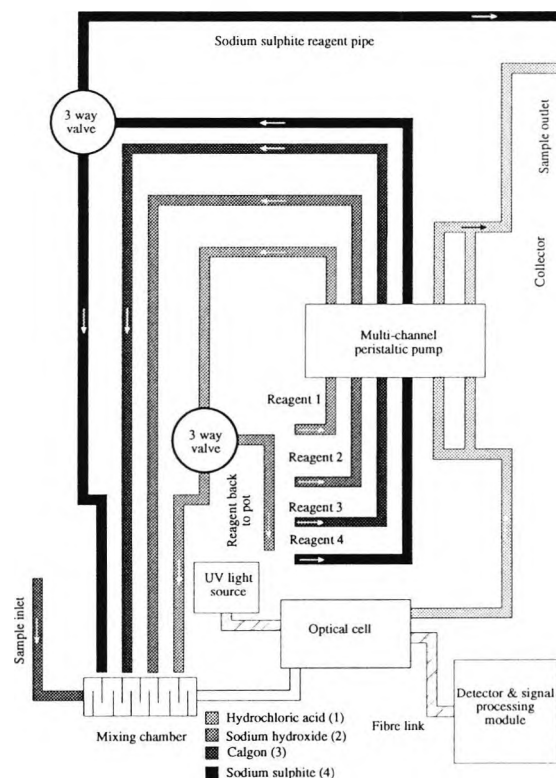 Sodium sulphite reagent pipe
3 way
valve
Sample outlet
Collector
Multi-channel
peristaltic pump
Reagent 1
3 way
valve
Reagent 2
Reagent back
to pot
Reagent 3
Reagent 4
UV light
source
Sample inlet
Optical cell
Detector & signal
processing
module
Fibre link
Mixing chamber
Hydrochloric acid (1)
Sodium hydroxide (2)
Calgon (3)
Sodium sulphite (4)